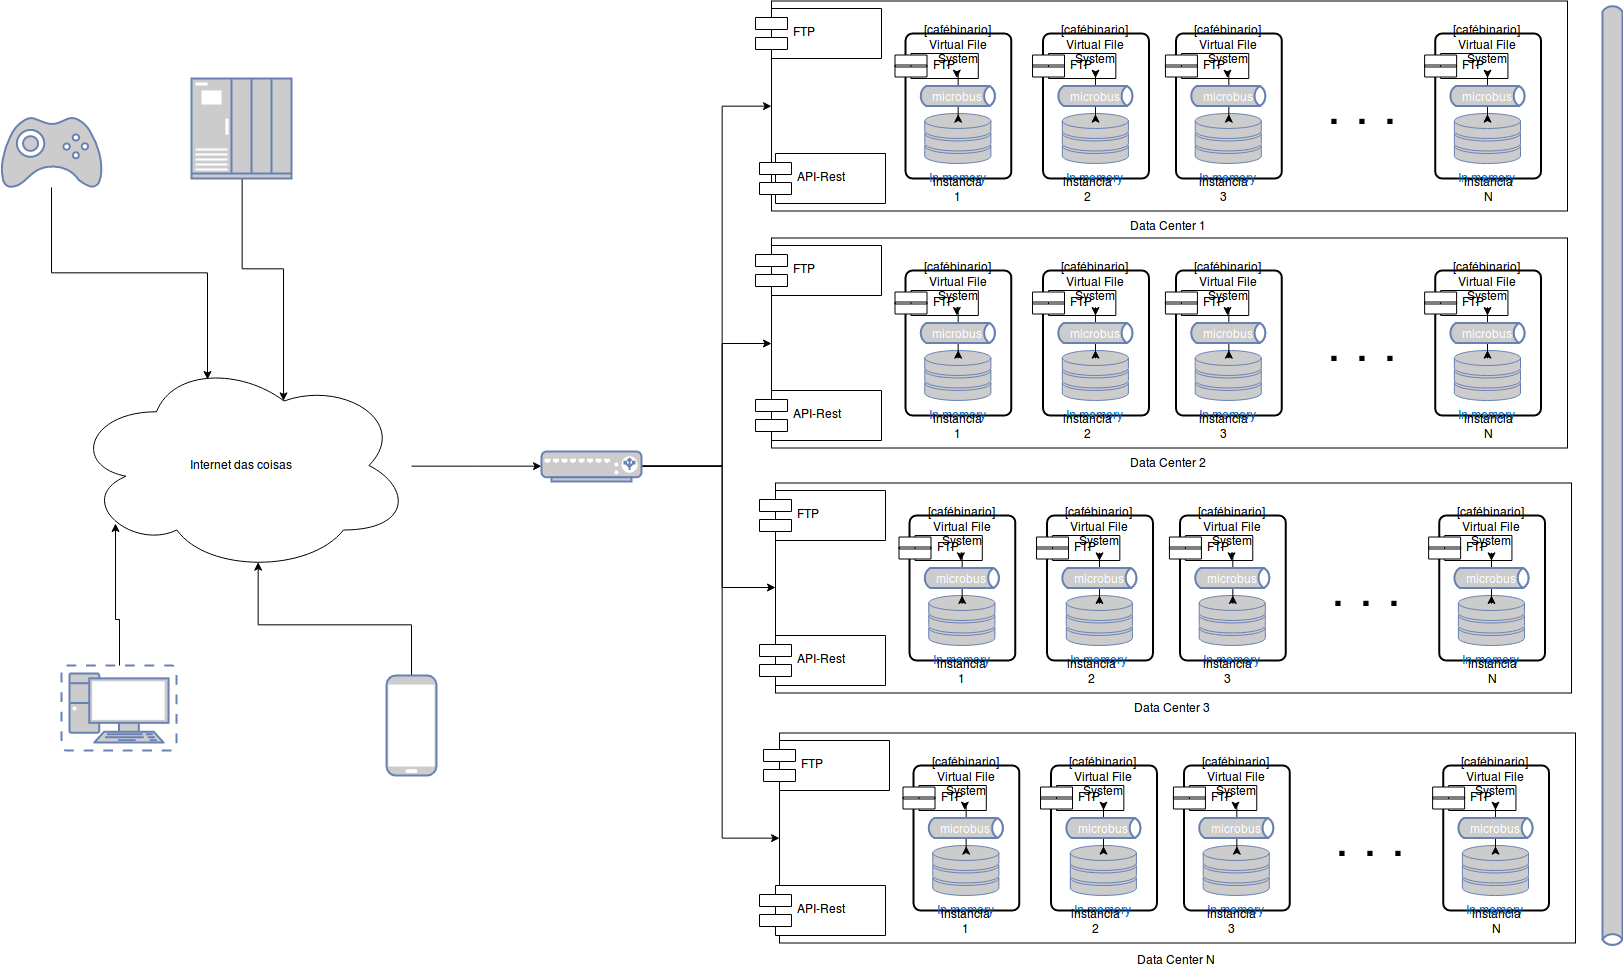 Internet das coisas
FTP
API-Rest
[cafébinario]
Virtual File
System
FTP
microbus
In-memory
Instancia
1
[cafébinario]
Virtual File
System
FTP
microbus
In-memory
Instancia
2
[cafébinario]
Virtual File
System
FTP
microbus
In-memory
Instancia
3
. . .
[cafébinario]
Virtual File
System
FTP
microbus
In-memory
Instancia
N
Data Center 1
FTP
API-Rest
[cafébinario]
Virtual File
System
FTP
microbus
In-memory
Instancia
1
[cafébinario]
Virtual File
System
FTP
microbus
In-memory
Instancia
2
[cafébinario]
Virtual File
System
FTP
microbus
In-memory
Instancia
3
. . .
[cafébinario]
Virtual File
System
FTP
microbus
In-memory
Instancia
N
Data Center 2
FTP
API-Rest
[cafébinario]
Virtual File
System
FTP
microbus
In-memory
Instancia
1
[cafébinario]
Virtual File
System
FTP
microbus
In-memory
Instancia
2
[cafébinario]
Virtual File
System
FTP
microbus
In-memory
Instancia
3
. . .
[cafébinario]
Virtual File
System
FTP
microbus
In-memory
Instancia
N
Data Center 3
FTP
API-Rest
[cafébinario]
Virtual File
System
FTP
microbus
In-memory
Instancia
1
[cafébinario]
Virtual File
System
FTP
microbus
In-memory
Instancia
2
[cafébinario]
Virtual File
System
FTP
microbus
In-memory
Instancia
3
. . .
[cafébinario]
Virtual File
System
FTP
microbus
In-memory
Instancia
N
Data Center N